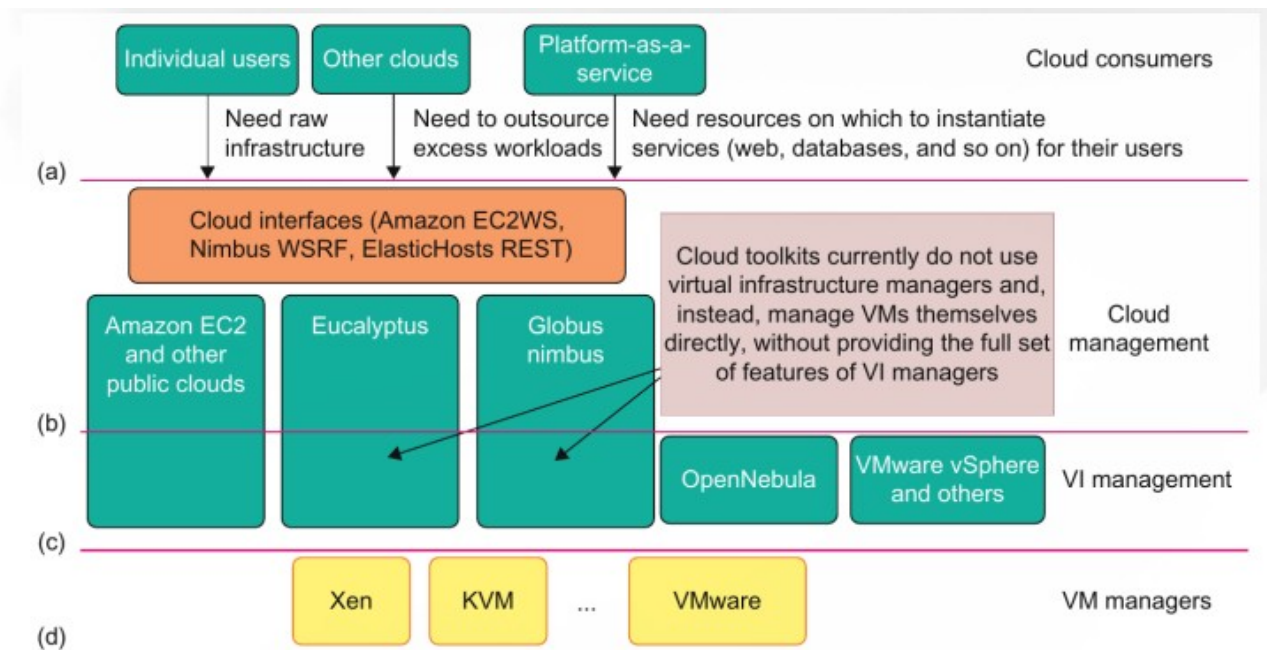 Individual users
Other clouds
Platform-as-a-
service
Cloud consumers
Need raw
infrastructure
Need to outsource
excess workloads
Need resources on which to instantiate
services (web, databases, and so on) for their users
(a)
Cloud interfaces (Amazon EC2WS,
Nimbus WSRF, ElasticHosts REST)
Cloud toolkits currently do not use
virtual infrastructure managers and,
instead, manage VMs themselves
directly, without providing the full set
of features of VI managers
Amazon EC2
and other
public clouds
Eucalyptus
Globus
nimbus
Cloud
management
(b)
OpenNebula
VMware vSphere
and others
VI management
(c)
Xen
KVM
...
VMware
VM managers
(d)